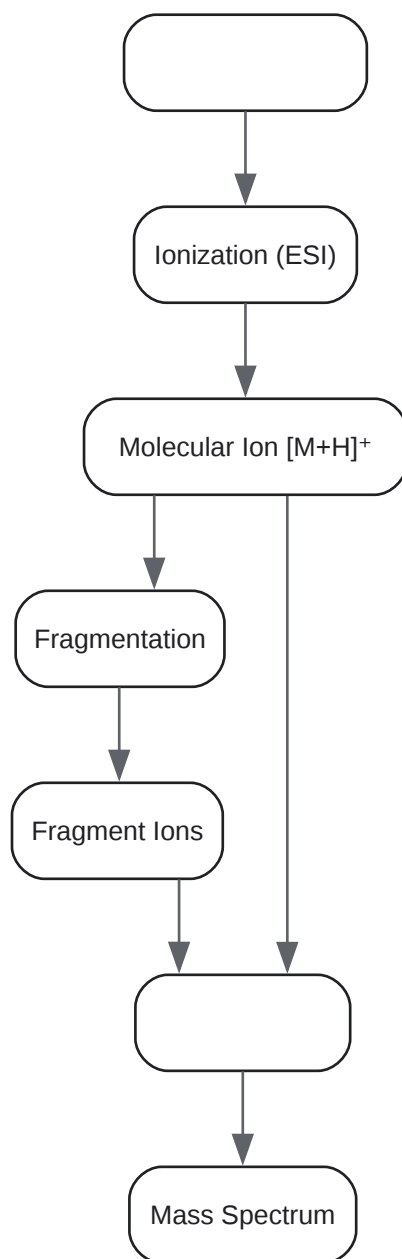 Ionization (ESI)
Molecular Ion [M+H]⁺
Fragmentation
Fragment Ions
Mass Spectrum